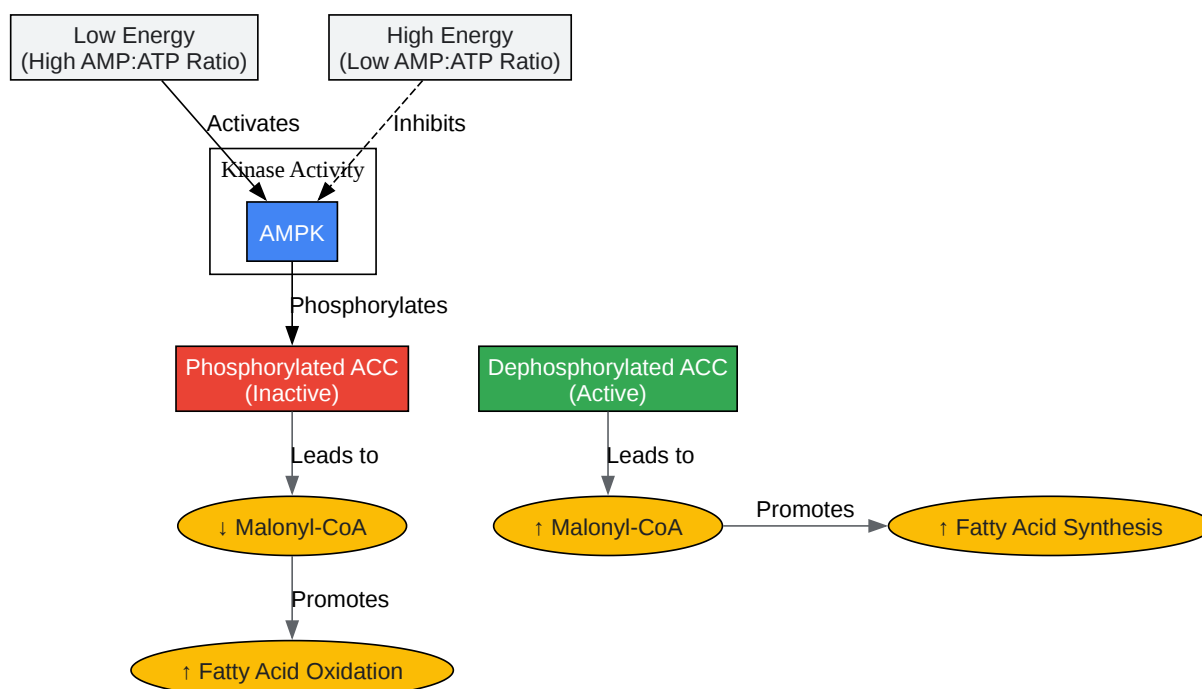 Low Energy
(High AMP:ATP Ratio)
High Energy
(Low AMP:ATP Ratio)
Activates
Inhibits
Kinase Activity
AMPK
Phosphorylates
Phosphorylated ACC
(Inactive)
Dephosphorylated ACC
(Active)
Leads to
Leads to
↓ Malonyl-CoA
↑ Malonyl-CoA
Promotes
↑ Fatty Acid Synthesis
Promotes
↑ Fatty Acid Oxidation